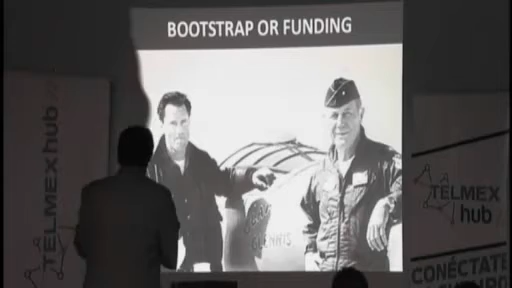 BOOTSTRAP OR FUNDING
TELMEX hub
GLENNIS
TELMEX
hub
CONÉCTATE